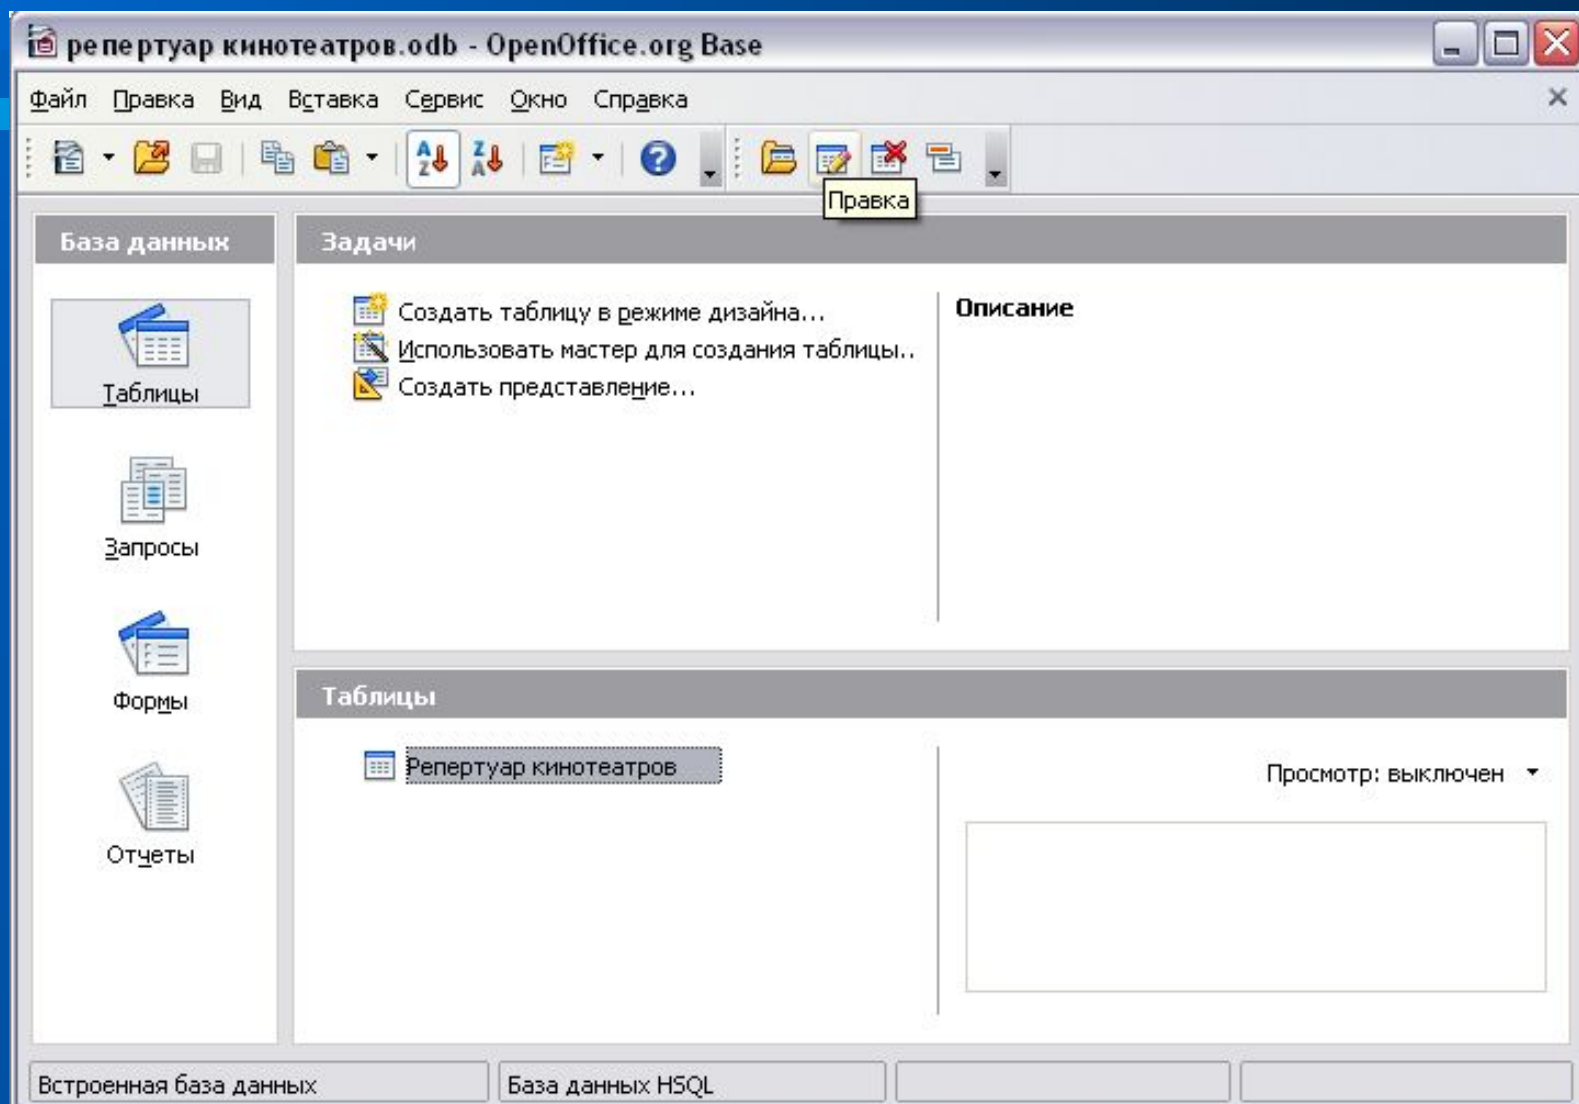 репертуар кинотеатров.odb - OpenOffice.org Base
Файл Правка Вид Вставка Сервис Окно Справка
Правка
База данных
Таблицы
Запросы
Формы
Отчеты
Задачи
Создать таблицу в режиме дизайна...
Использовать мастер для создания таблицы..
Создать представление...
Описание
Таблицы
Репертуар кинотеатров
Просмотр: выключен
Встроенная база данных
База данных HSQL